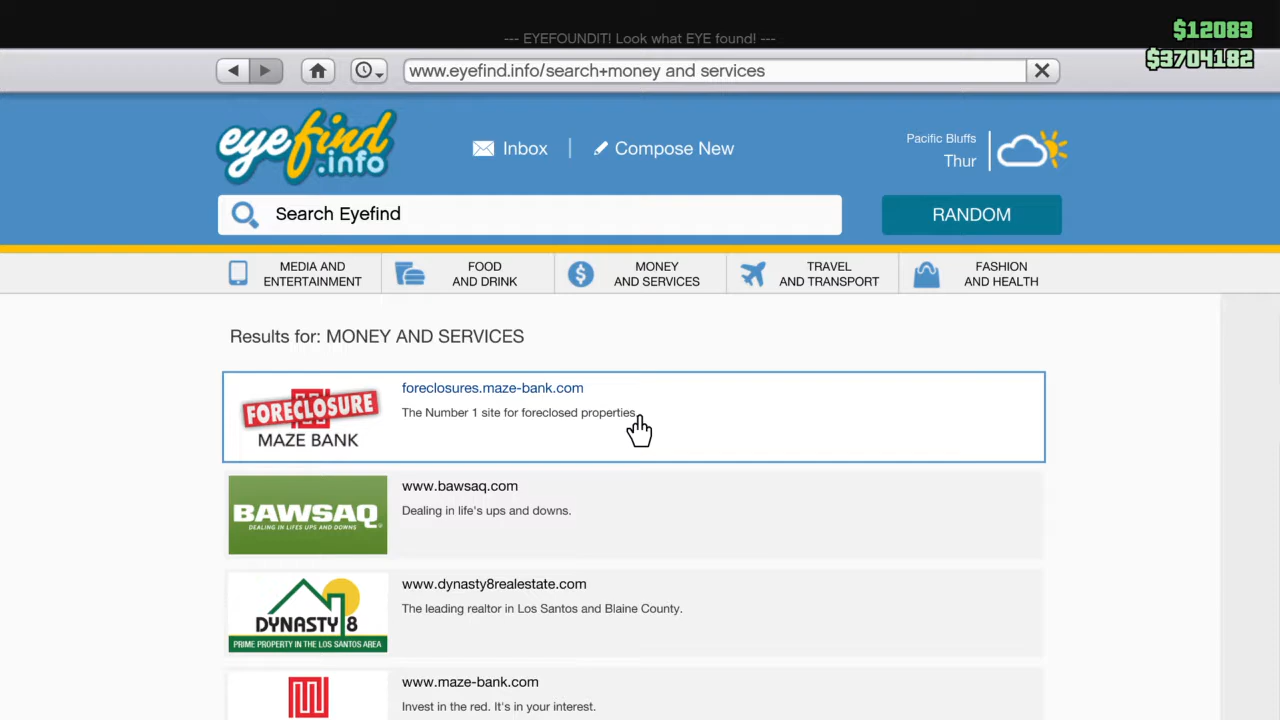 $12083
--- EYEFOUNDIT! Look what EYE found! ---
$3704182
www.eyefind.info/search+money and services
eyefind
.info
Inbox
Compose New
Pacific Bluffs
Thur
Search Eyefind
RANDOM
MEDIA AND
ENTERTAINMENT
FOOD
AND DRINK
MONEY
AND SERVICES
TRAVEL
AND TRANSPORT
FASHION
AND HEALTH
Results for: MONEY AND SERVICES
FORECLOSURE
MAZE BANK
foreclosures.maze-bank.com
The Number 1 site for foreclosed properties.
BAWSAQ
DEALING IN LIFES UPS AND DOWNS
www.bawsaq.com
Dealing in life's ups and downs.
DYNASTY 8
PRIME PROPERTY IN THE LOS SANTOS AREA
www.dynasty8realestate.com
The leading realtor in Los Santos and Blaine County.
www.maze-bank.com
Invest in the red. It's in your interest.